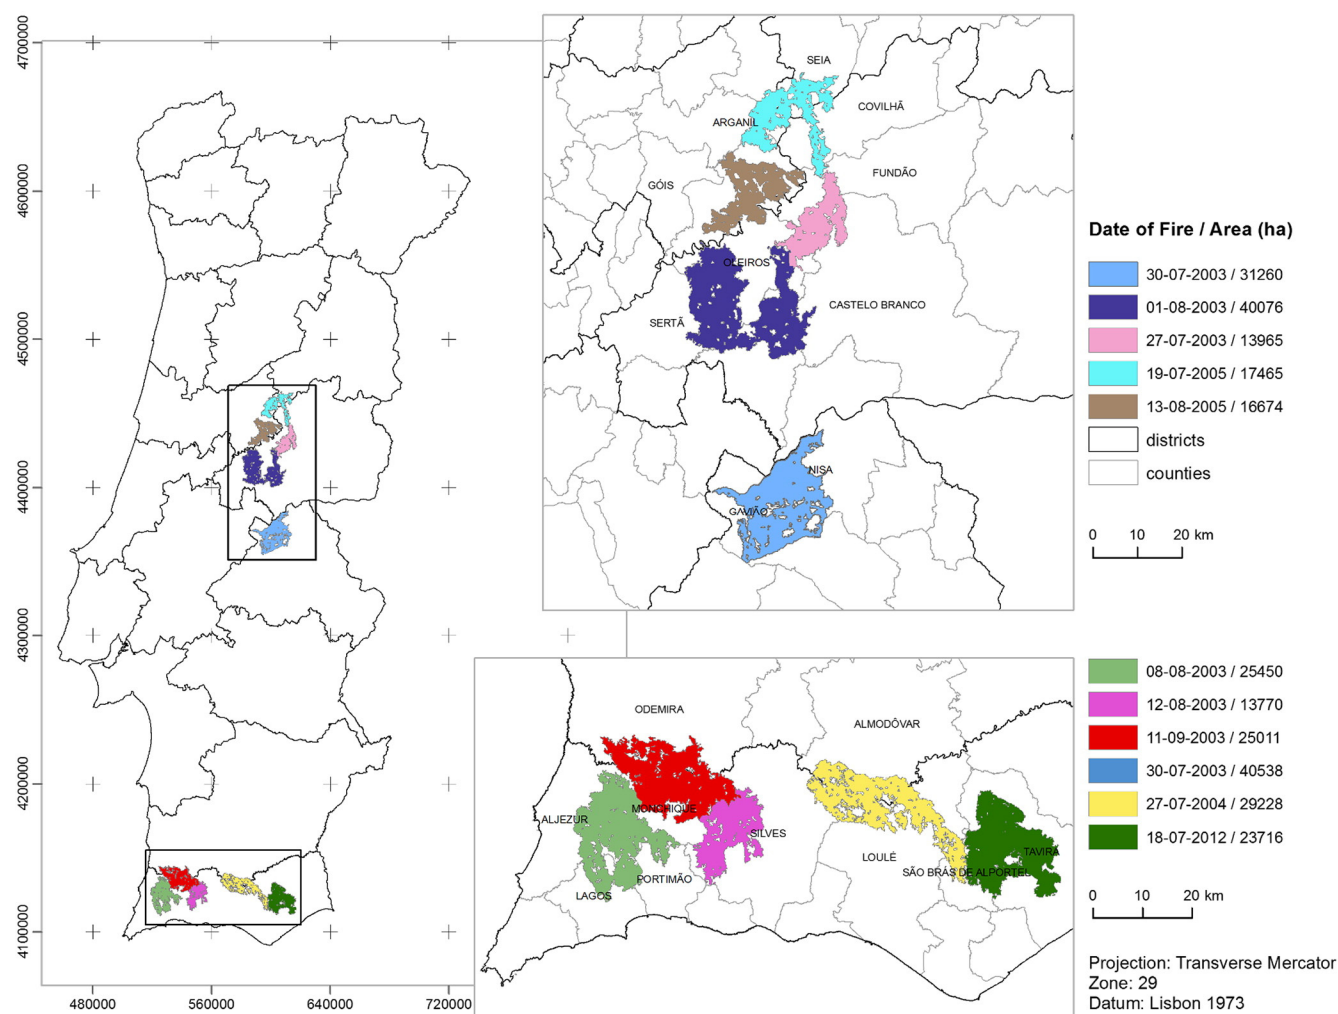 4700000
4600000
4500000
4400000
4300000
4200000
4100000
480000
560000
640000
720000
SEIA
COVILHÃ
ARGANIL
FUNDÃO
GÓIS
OLEIROS
CASTELO BRANCO
SERTÃ
NISA
GAVIÃO
Date of Fire / Area (ha)
30-07-2003 / 31260
01-08-2003 / 40076
27-07-2003 / 13965
19-07-2005 / 17465
13-08-2005 / 16674
districts
counties
10 0 20 km
ODEMIRA
ALMODÔVAR
MONCHIQUE
ALJEZUR
SILVES
LOULÉ
TAVIRA
SÃO BRÁS DE ALPORTEL
PORTIMÃO
LAGOS
08-08-2003 / 25450
12-08-2003 / 13770
11-09-2003 / 25011
30-07-2003 / 40538
27-07-2004 / 29228
18-07-2012 / 23716
0 10 20 km
Projection: Transverse Mercator
Zone: 29
Datum: Lisbon 1973